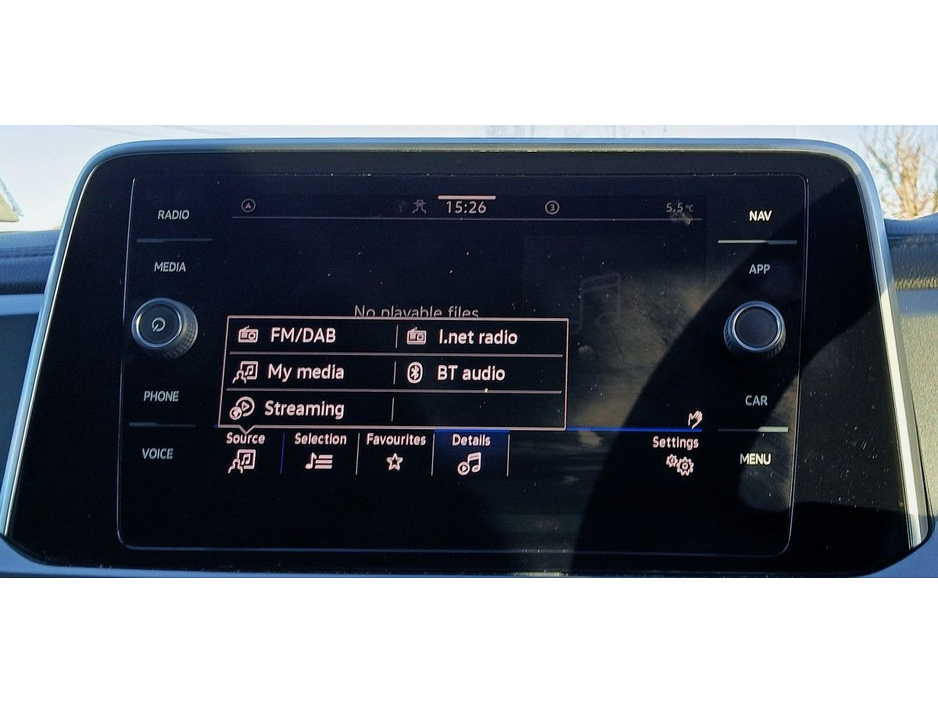 RADIO
MEDIA
PHONE
VOICE
15:26
3
5,5°C
No playable files
FM/DAB
I.net radio
My media
BT audio
Streaming
Source
Selection
Favourites
Details
Settings
NAV
APP
CAR
MENU